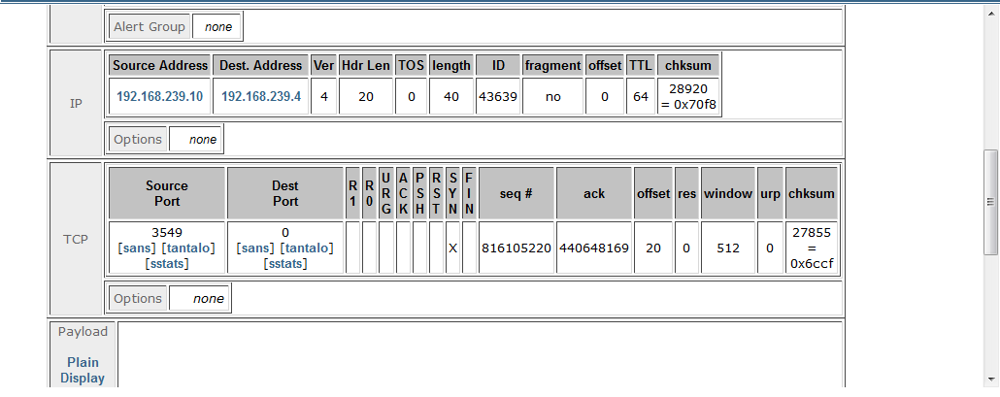 Alert Group none
IP
Source Address Dest. Address Ver Hdr Len TOS length ID fragment offset TTL chksum
192.168.239.10 192.168.239.4 4 20 0 40 43639 no 0 64 28920
= 0x70f8
Options none
TCP
Source
Port
Dest
Port
R
1
R
0
U
R
G
A
C
K
P
S
H
R
S
T
S
Y
N
F
I
N
seq # ack offset res window urp chksum
3549
[sans] [tantalo]
[sstats]
0
[sans] [tantalo]
[sstats]
X 816105220 440648169 20 0 512 0
27855
=
0x6ccf
Options none
Payload
Plain
Display